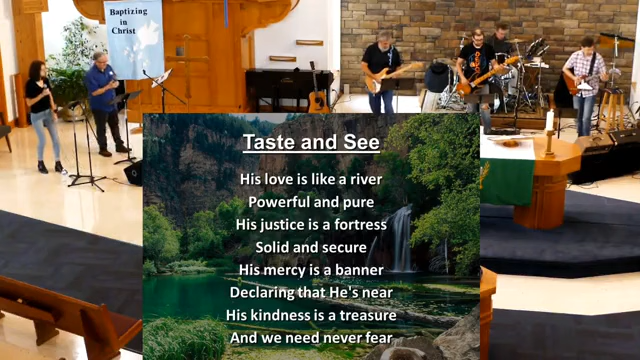 Baptizing
in
Christ
Taste and See
His love is like a river
Powerful and pure
His justice is a fortress
Solid and secure
His mercy is a banner
Declaring that He's near
His kindness is a treasure
And we need never fear